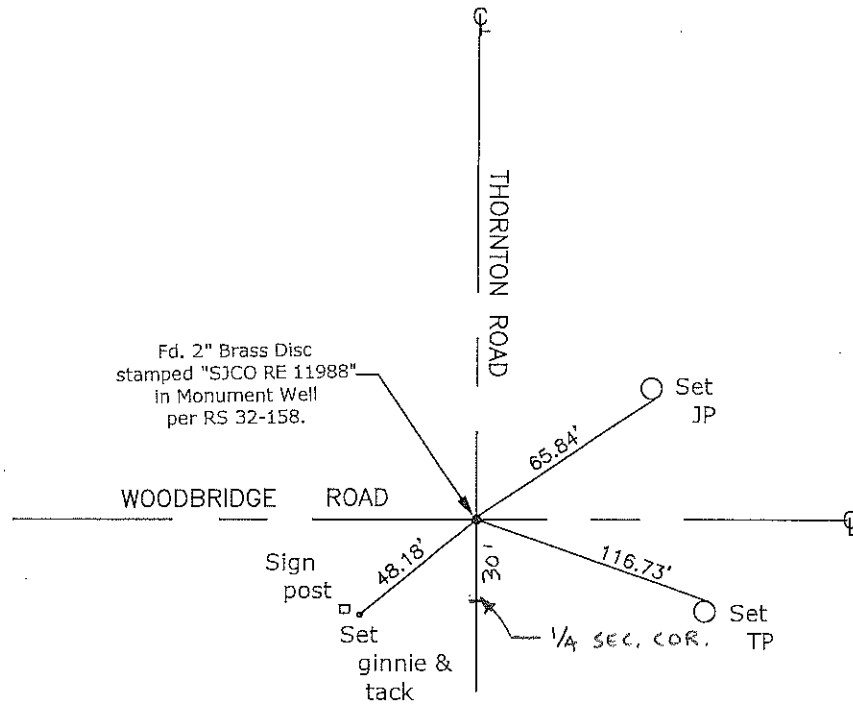 ℄
THORNTON ROAD
Fd. 2" Brass Disc
stamped "SJCO RE 11988"
in Monument Well
per RS 32-158.
Set
JP
65.84'
WOODBRIDGE ROAD
℄
48.18'
30'
116.73'
Sign
post
Set
ginnie &
tack
1/4 SEC. COR.
Set
TP